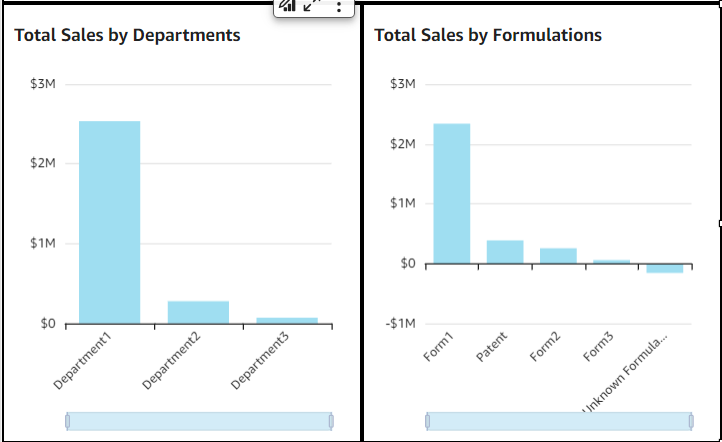 Total Sales by Departments
$3M
$2M
$1M
$0
Department1
Department2
Department3
Total Sales by Formulations
$3M
$2M
$1M
$0
-$1M
Form1
Patent
Form2
Form3
Unknown Formula...